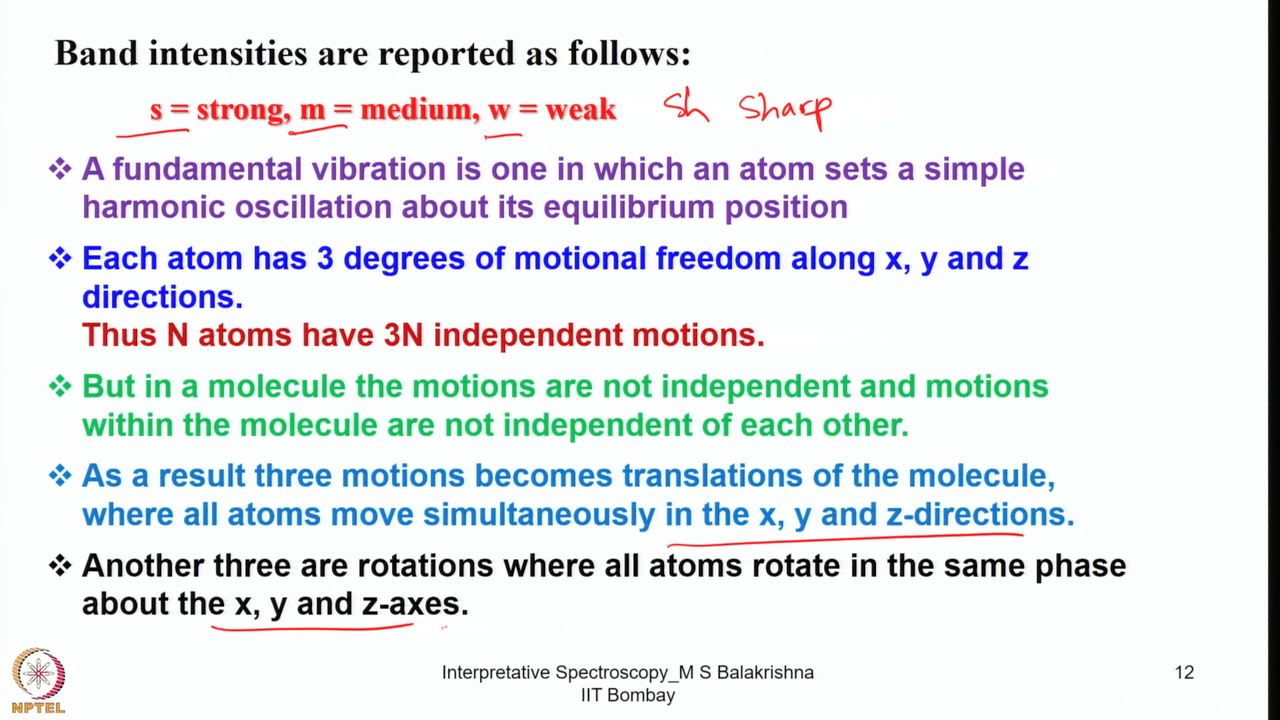 Band intensities are reported as follows:
s = strong, m = medium, w = weak sh sharp
❖ A fundamental vibration is one in which an atom sets a simple
harmonic oscillation about its equilibrium position
❖ Each atom has 3 degrees of motional freedom along x, y and z
directions.
Thus N atoms have 3N independent motions.
❖ But in a molecule the motions are not independent and motions
within the molecule are not independent of each other.
❖ As a result three motions becomes translations of the molecule,
where all atoms move simultaneously in the x, y and z-directions.
❖ Another three are rotations where all atoms rotate in the same phase
about the x, y and z-axes.
Interpretative Spectroscopy_M S Balakrishna
IIT Bombay
12
NPTEL